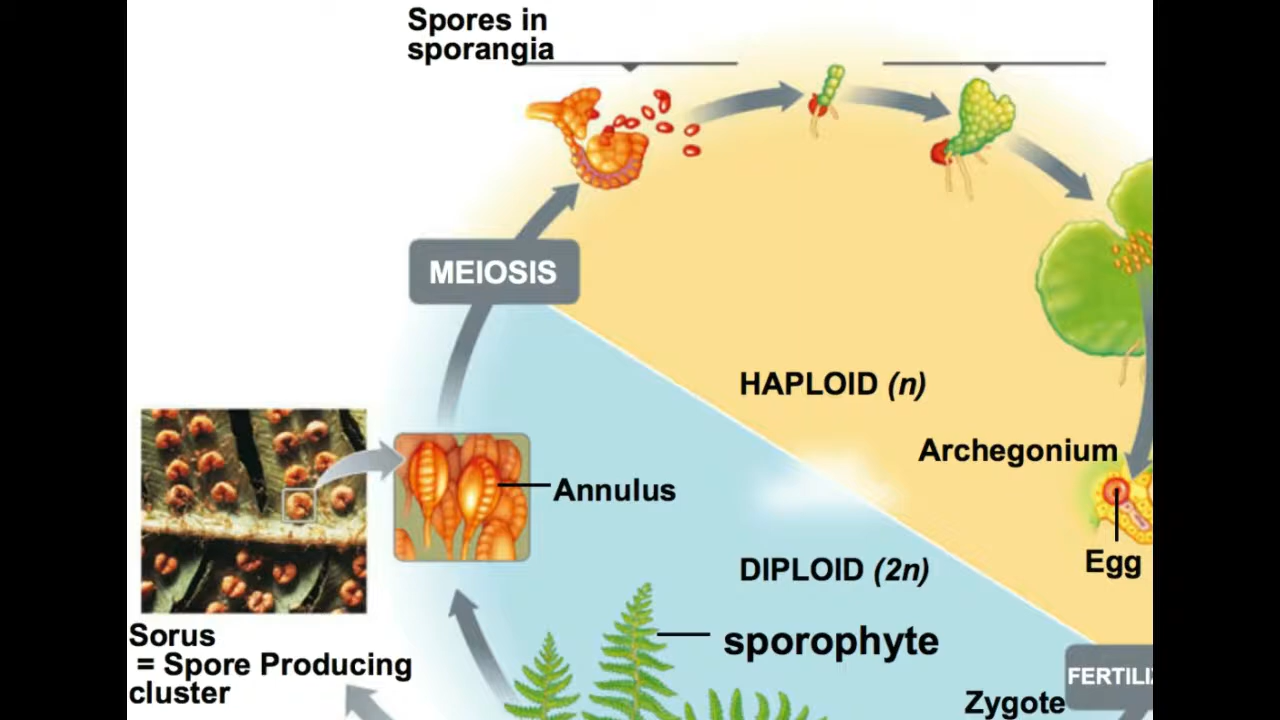 Spores in
sporangia
MEIOSIS
HAPLOID (n)
Archegonium
Annulus
Egg
DIPLOID (2n)
sporophyte
Sorus
= Spore Producing
cluster
Zygote